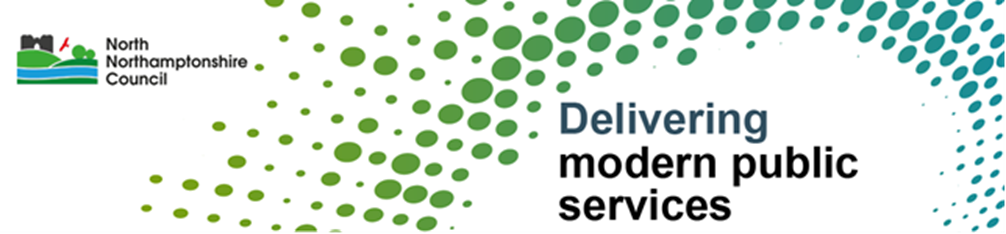 North
Northamptonshire
Council
Delivering
modern public
services